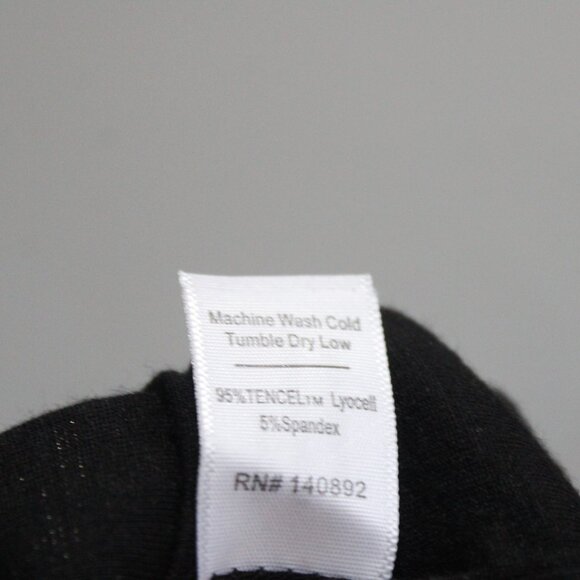 Machine Wash Cold
Tumble Dry Low
95%TENCEL™ Lyocell
5%Spandex
RN# 140892